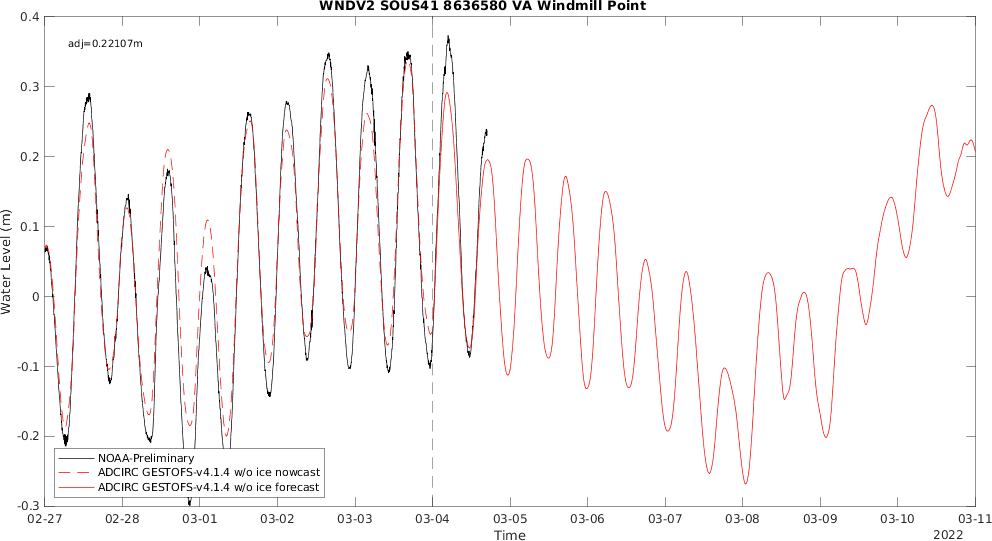 WNDV2 SOUS41 8636580 VA Windmill Point
adj=0.22107m
0.4
0.3
0.2
0.1
0
-0.1
-0.2
-0.3
Water Level (m)
NOAA-Preliminary
ADCIRC GESTOFS-v4.1.4 w/o ice nowcast
ADCIRC GESTOFS-v4.1.4 w/o ice forecast
02-27 02-28 03-01 03-02 03-03 03-04 03-05 03-06 03-07 03-08 03-09 03-10 03-11
Time
2022